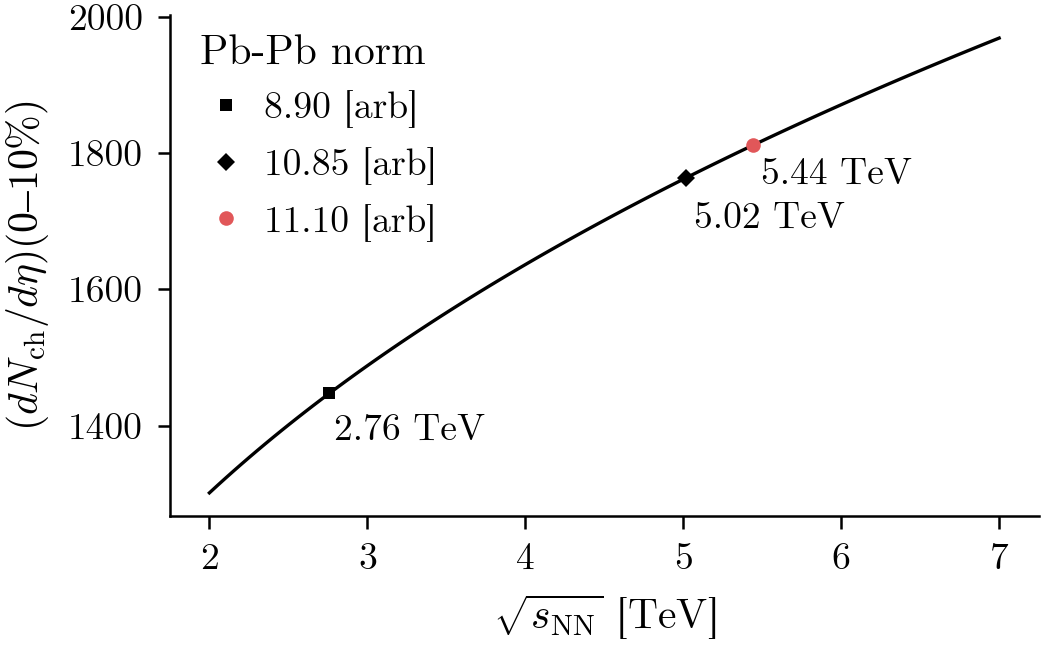 2000
1800
1600
1400
(dN_ch/dη)(0–10%)
Pb-Pb norm
8.90 [arb]
10.85 [arb]
11.10 [arb]
5.44 TeV
5.02 TeV
2.76 TeV
2 3 4 5 6 7
√s_NN [TeV]